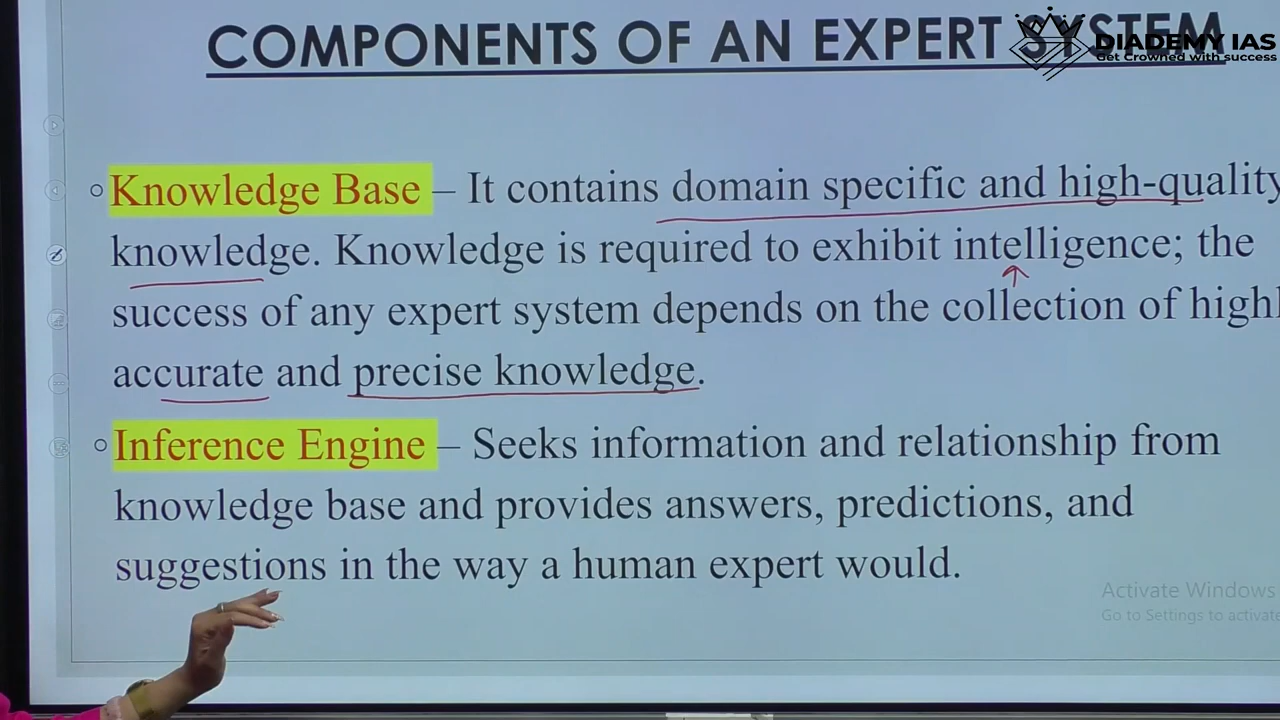 COMPONENTS OF AN EXPERT SYSTEM
DIADEMY IAS
Get Crowned with success
Knowledge Base – It contains domain specific and high-quality
knowledge. Knowledge is required to exhibit intelligence; the
success of any expert system depends on the collection of highl
accurate and precise knowledge.
Inference Engine – Seeks information and relationship from
knowledge base and provides answers, predictions, and
suggestions in the way a human expert would.
Activate Windows
Go to Settings to activate